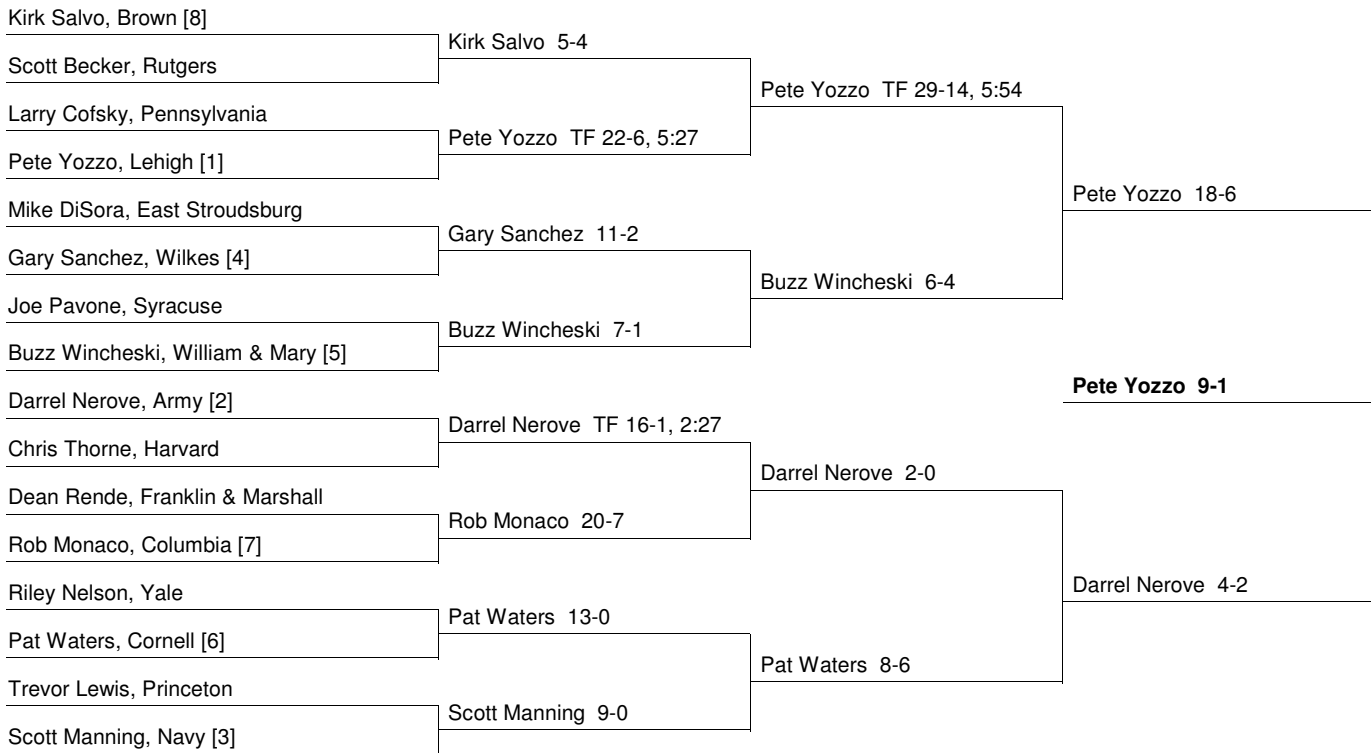 Kirk Salvo, Brown [8]
Scott Becker, Rutgers
Larry Cofsky, Pennsylvania
Pete Yozzo, Lehigh [1]
Mike DiSora, East Stroudsburg
Gary Sanchez, Wilkes [4]
Joe Pavone, Syracuse
Buzz Wincheski, William & Mary [5]
Darrel Nerove, Army [2]
Chris Thorne, Harvard
Dean Rende, Franklin & Marshall
Rob Monaco, Columbia [7]
Riley Nelson, Yale
Pat Waters, Cornell [6]
Trevor Lewis, Princeton
Scott Manning, Navy [3]
Kirk Salvo 5-4
Pete Yozzo TF 22-6, 5:27
Gary Sanchez 11-2
Buzz Wincheski 7-1
Darrel Nerove TF 16-1, 2:27
Rob Monaco 20-7
Pat Waters 13-0
Scott Manning 9-0
Pete Yozzo TF 29-14, 5:54
Buzz Wincheski 6-4
Darrel Nerove 2-0
Pat Waters 8-6
Pete Yozzo 18-6
Darrel Nerove 4-2
Pete Yozzo 9-1